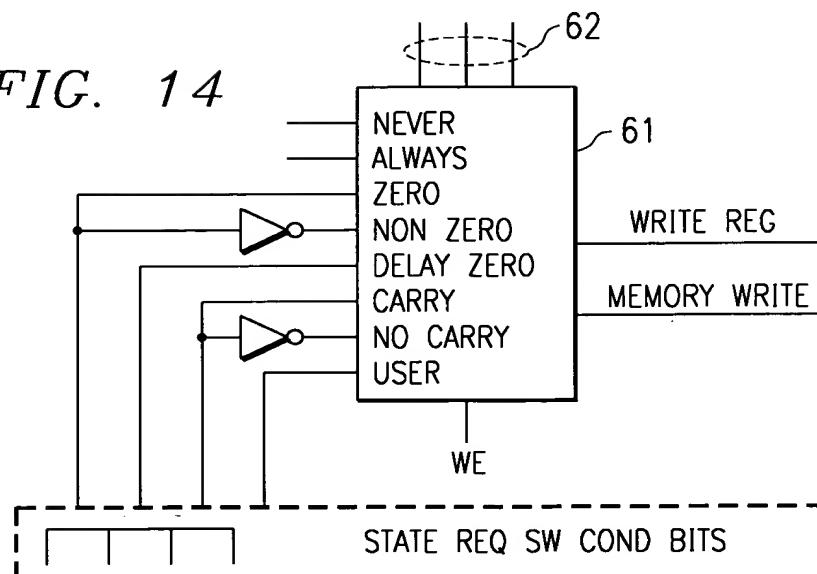 FIG. 14
62
61
NEVER
ALWAYS
ZERO
NON ZERO
DELAY ZERO
CARRY
NO CARRY
USER
WRITE REG
MEMORY WRITE
WE
STATE REQ SW COND BITS